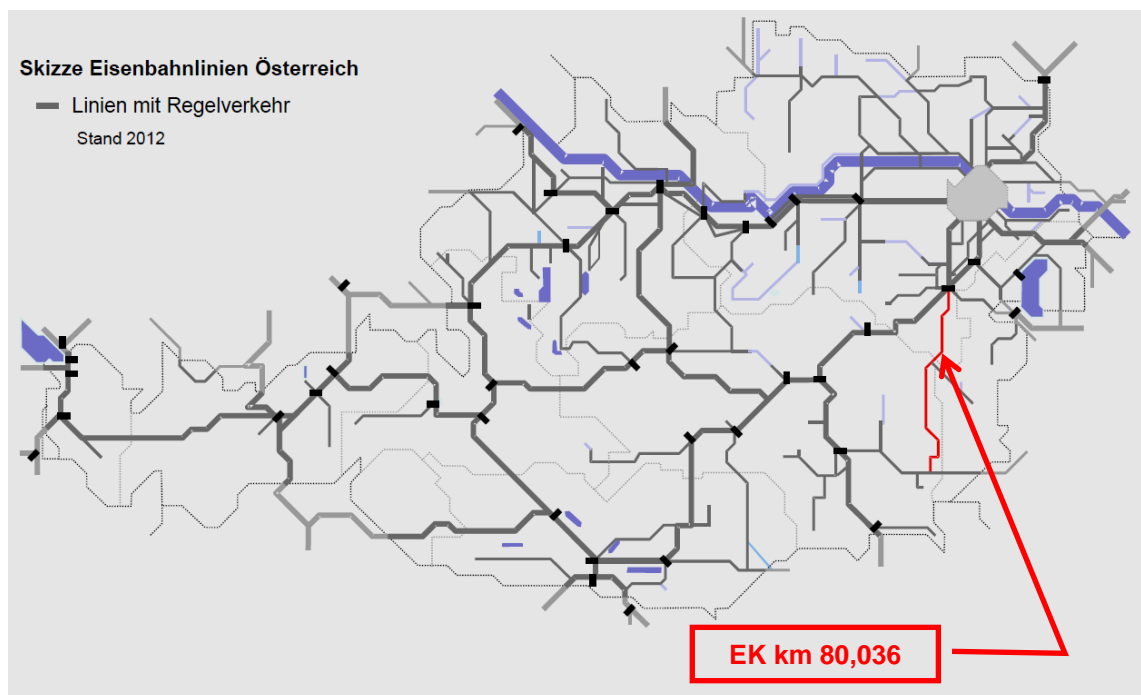 Skizze Eisenbahnlinien Österreich
Linien mit Regelverkehr
Stand 2012
EK km 80,036